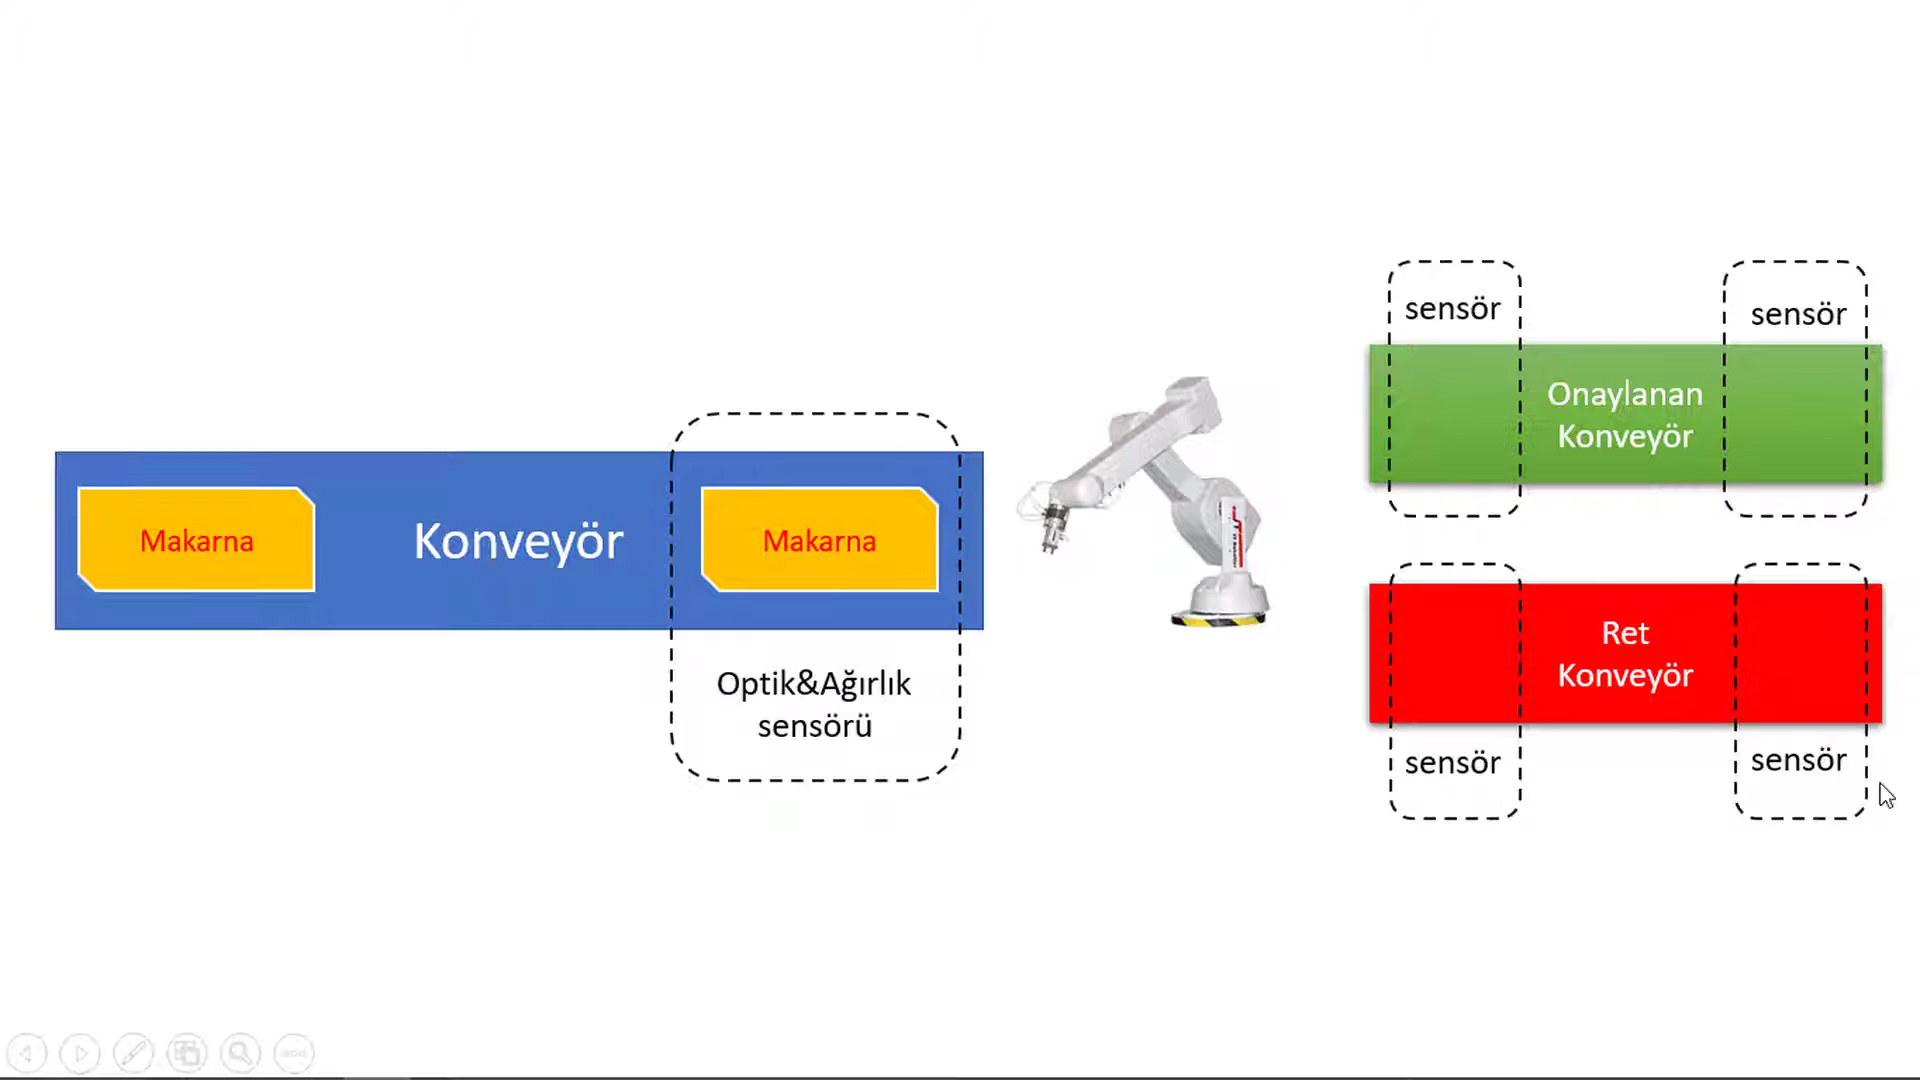 Makarna
Konveyör
Makarna
Optik&Ağırlık
sensörü
sensör
sensör
Onaylanan
Konveyör
Ret
Konveyör
sensör
sensör